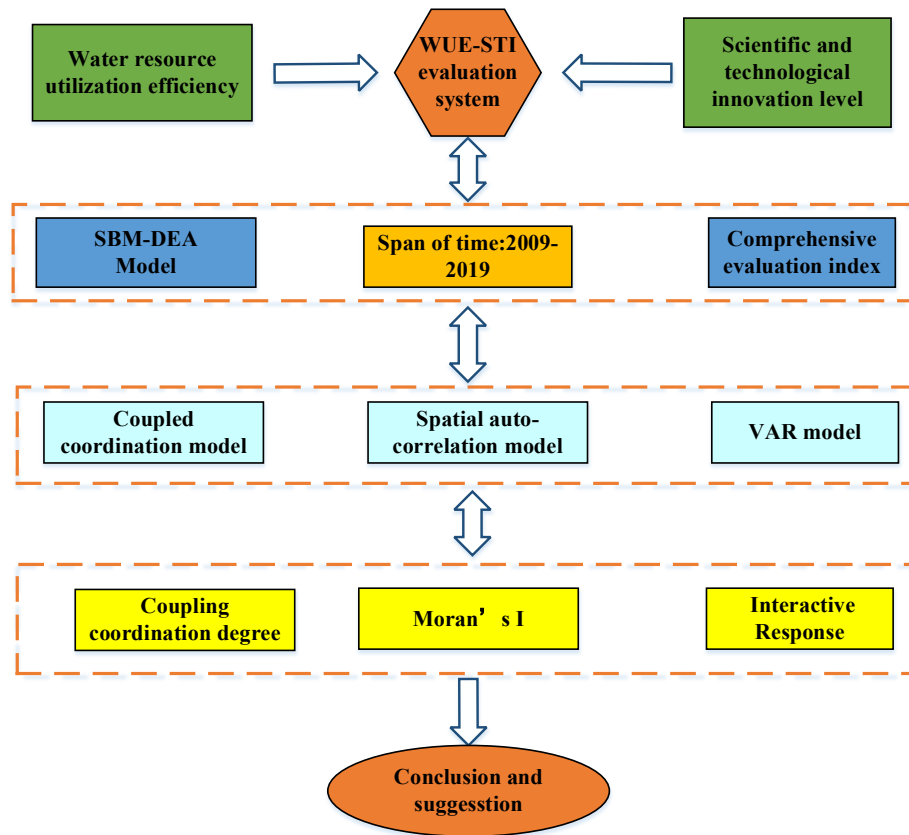 Water resource
utilization efficiency
WUE-STI
evaluation
system
Scientific and
technological
innovation level
SBM-DEA
Model
Span of time:2009-
2019
Comprehensive
evaluation index
Coupled
coordination model
Spatial auto-
correlation model
VAR model
Coupling
coordination degree
Moran’s I
Interactive
Response
Conclusion and
suggesstion